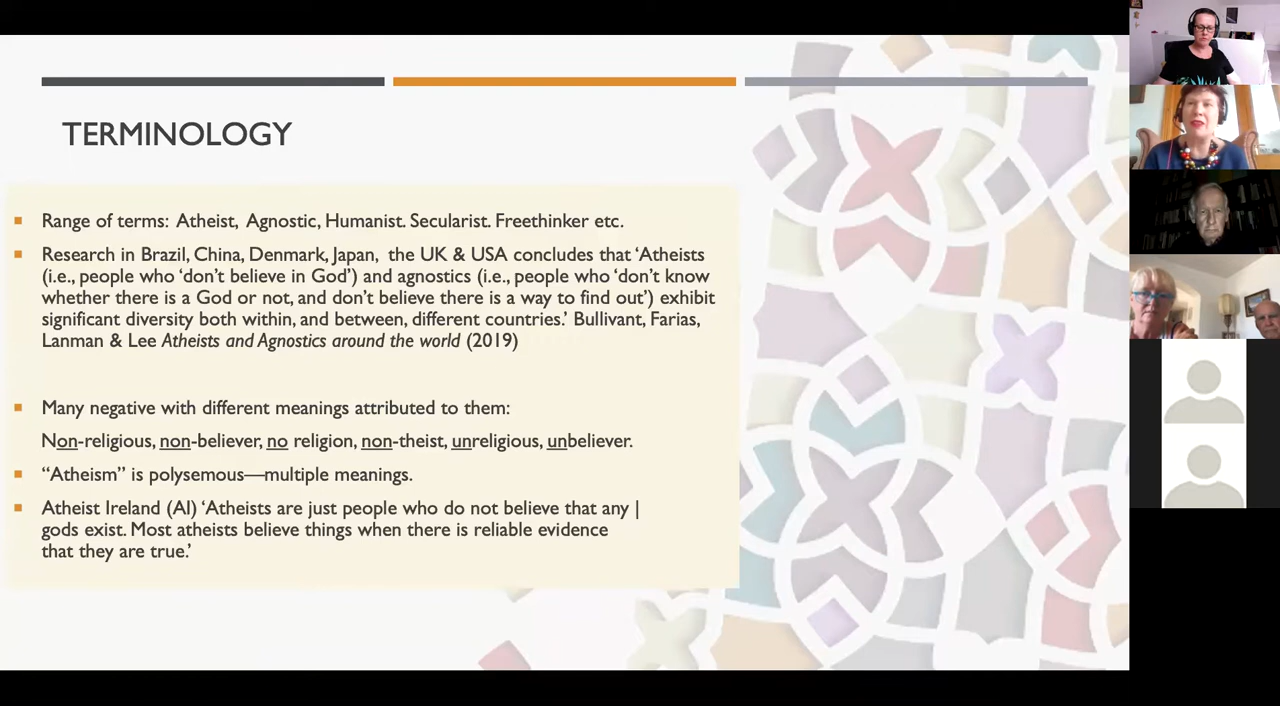 TERMINOLOGY
Range of terms: Atheist, Agnostic, Humanist. Secularist. Freethinker etc.
Research in Brazil, China, Denmark, Japan, the UK & USA concludes that ‘Atheists
(i.e., people who ‘don’t believe in God’) and agnostics (i.e., people who ‘don’t know
whether there is a God or not, and don’t believe there is a way to find out’) exhibit
significant diversity both within, and between, different countries.’ Bullivant, Farias,
Lanman & Lee Atheists and Agnostics around the world (2019)
Many negative with different meanings attributed to them:
Non-religious, non-believer, no religion, non-theist, unreligious, unbeliever.
“Atheism” is polysemous—multiple meanings.
Atheist Ireland (AI) ‘Atheists are just people who do not believe that any |
gods exist. Most atheists believe things when there is reliable evidence
that they are true.’